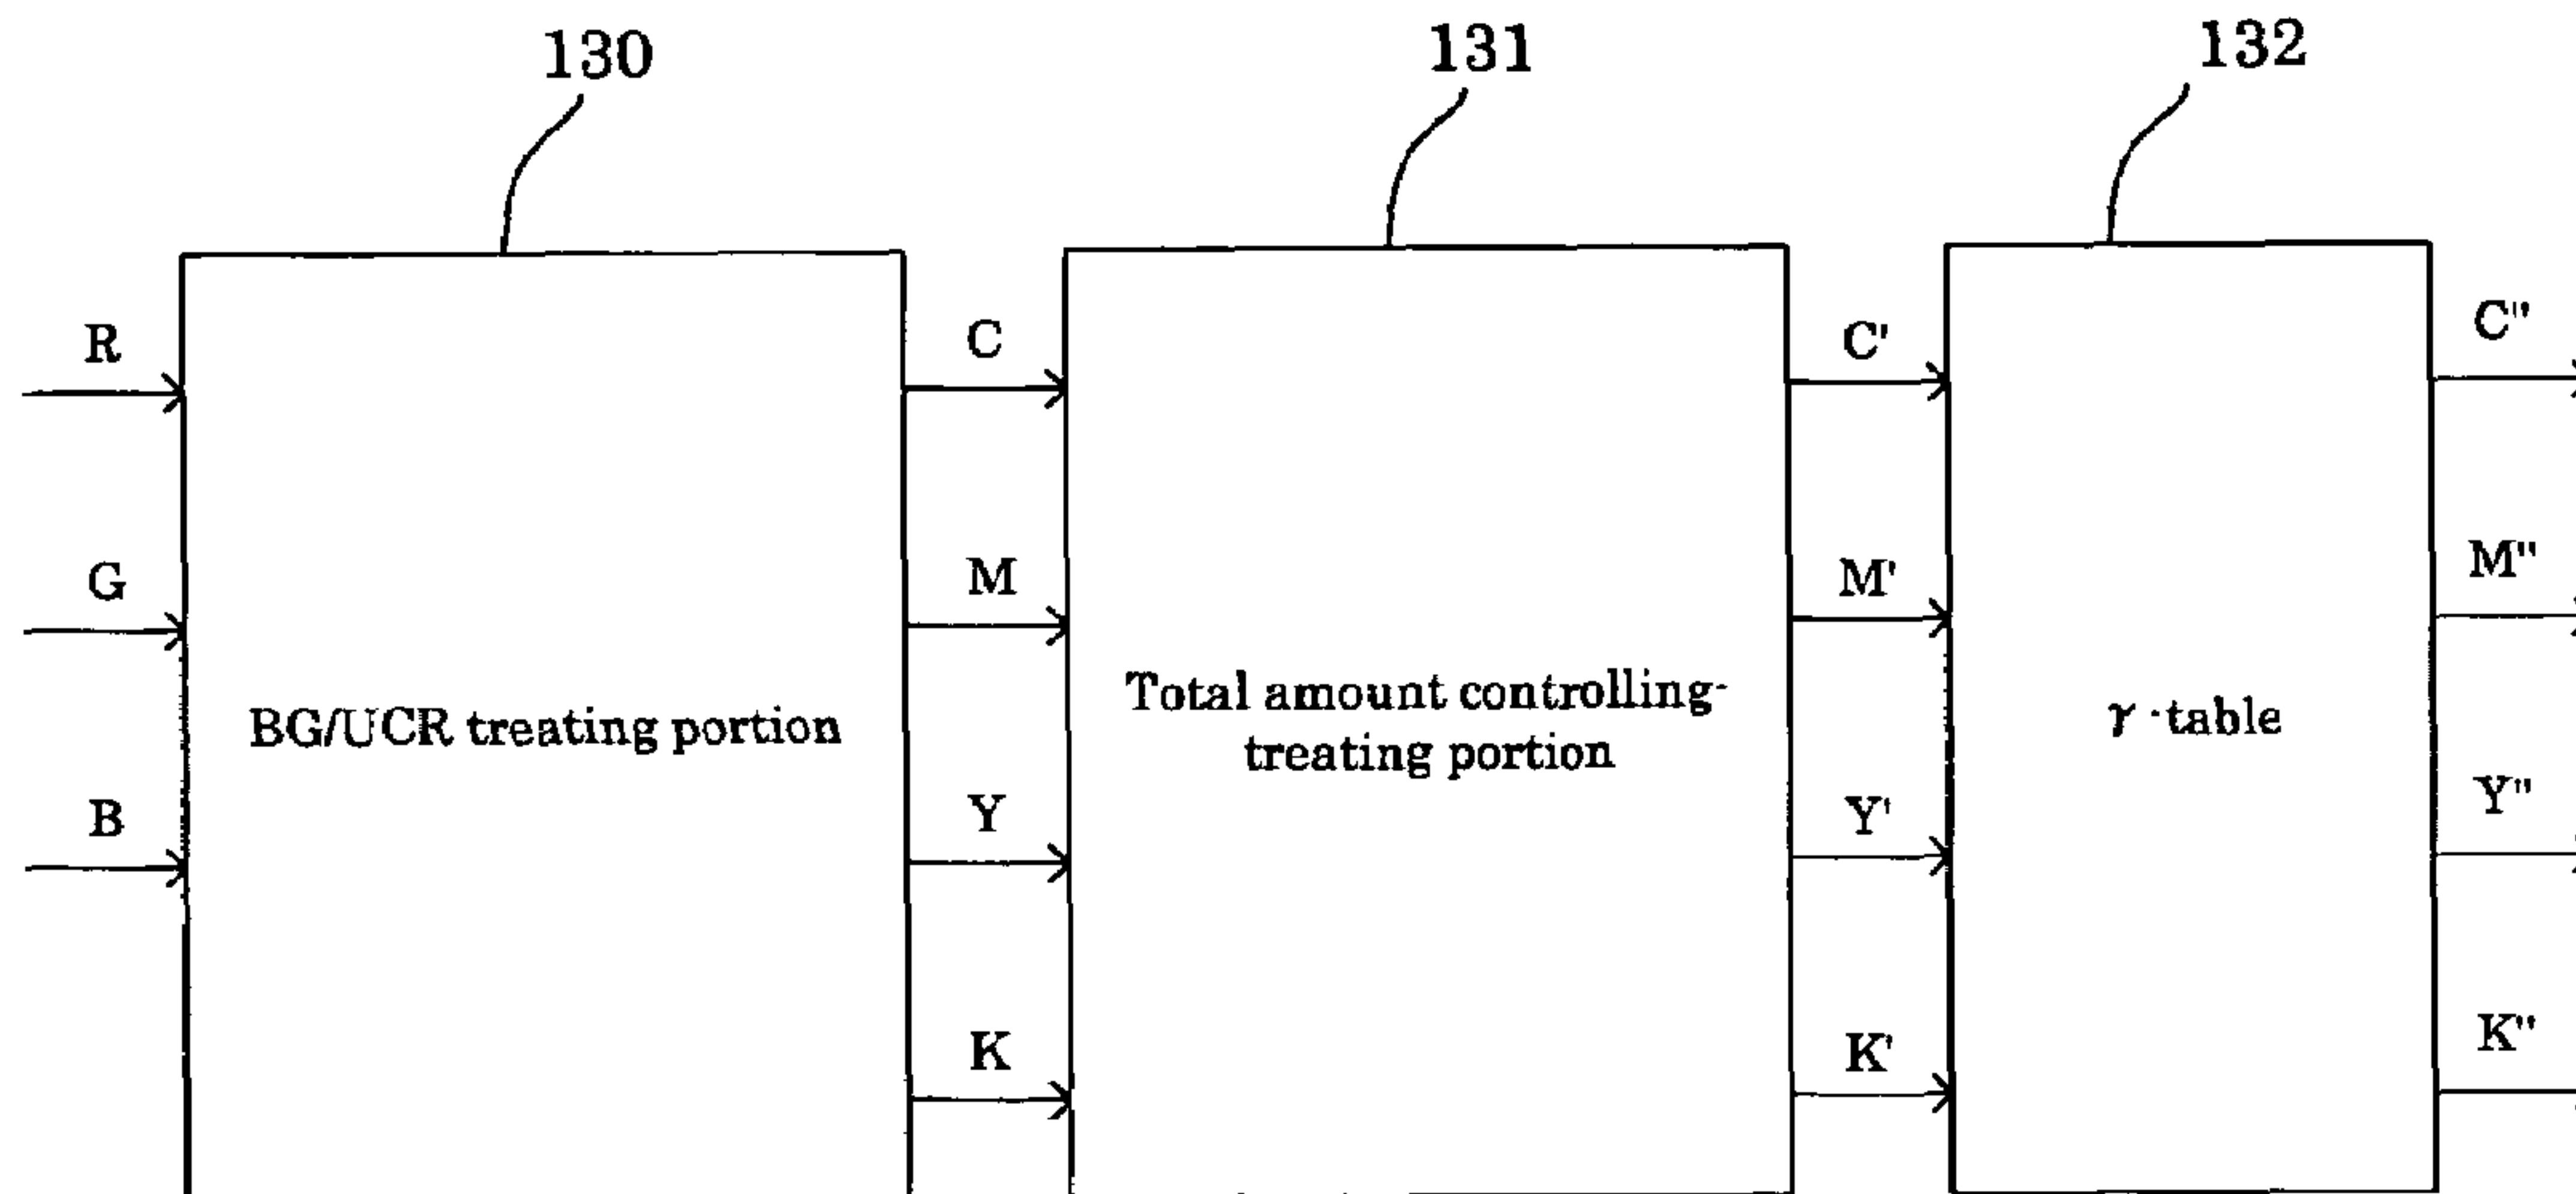 130
131
132
R
G
B
BG/UCR treating portion
C
M
Y
K
Total amount controlling-
treating portion
C'
M'
Y'
K'
γ-table
C"
M"
Y"
K"